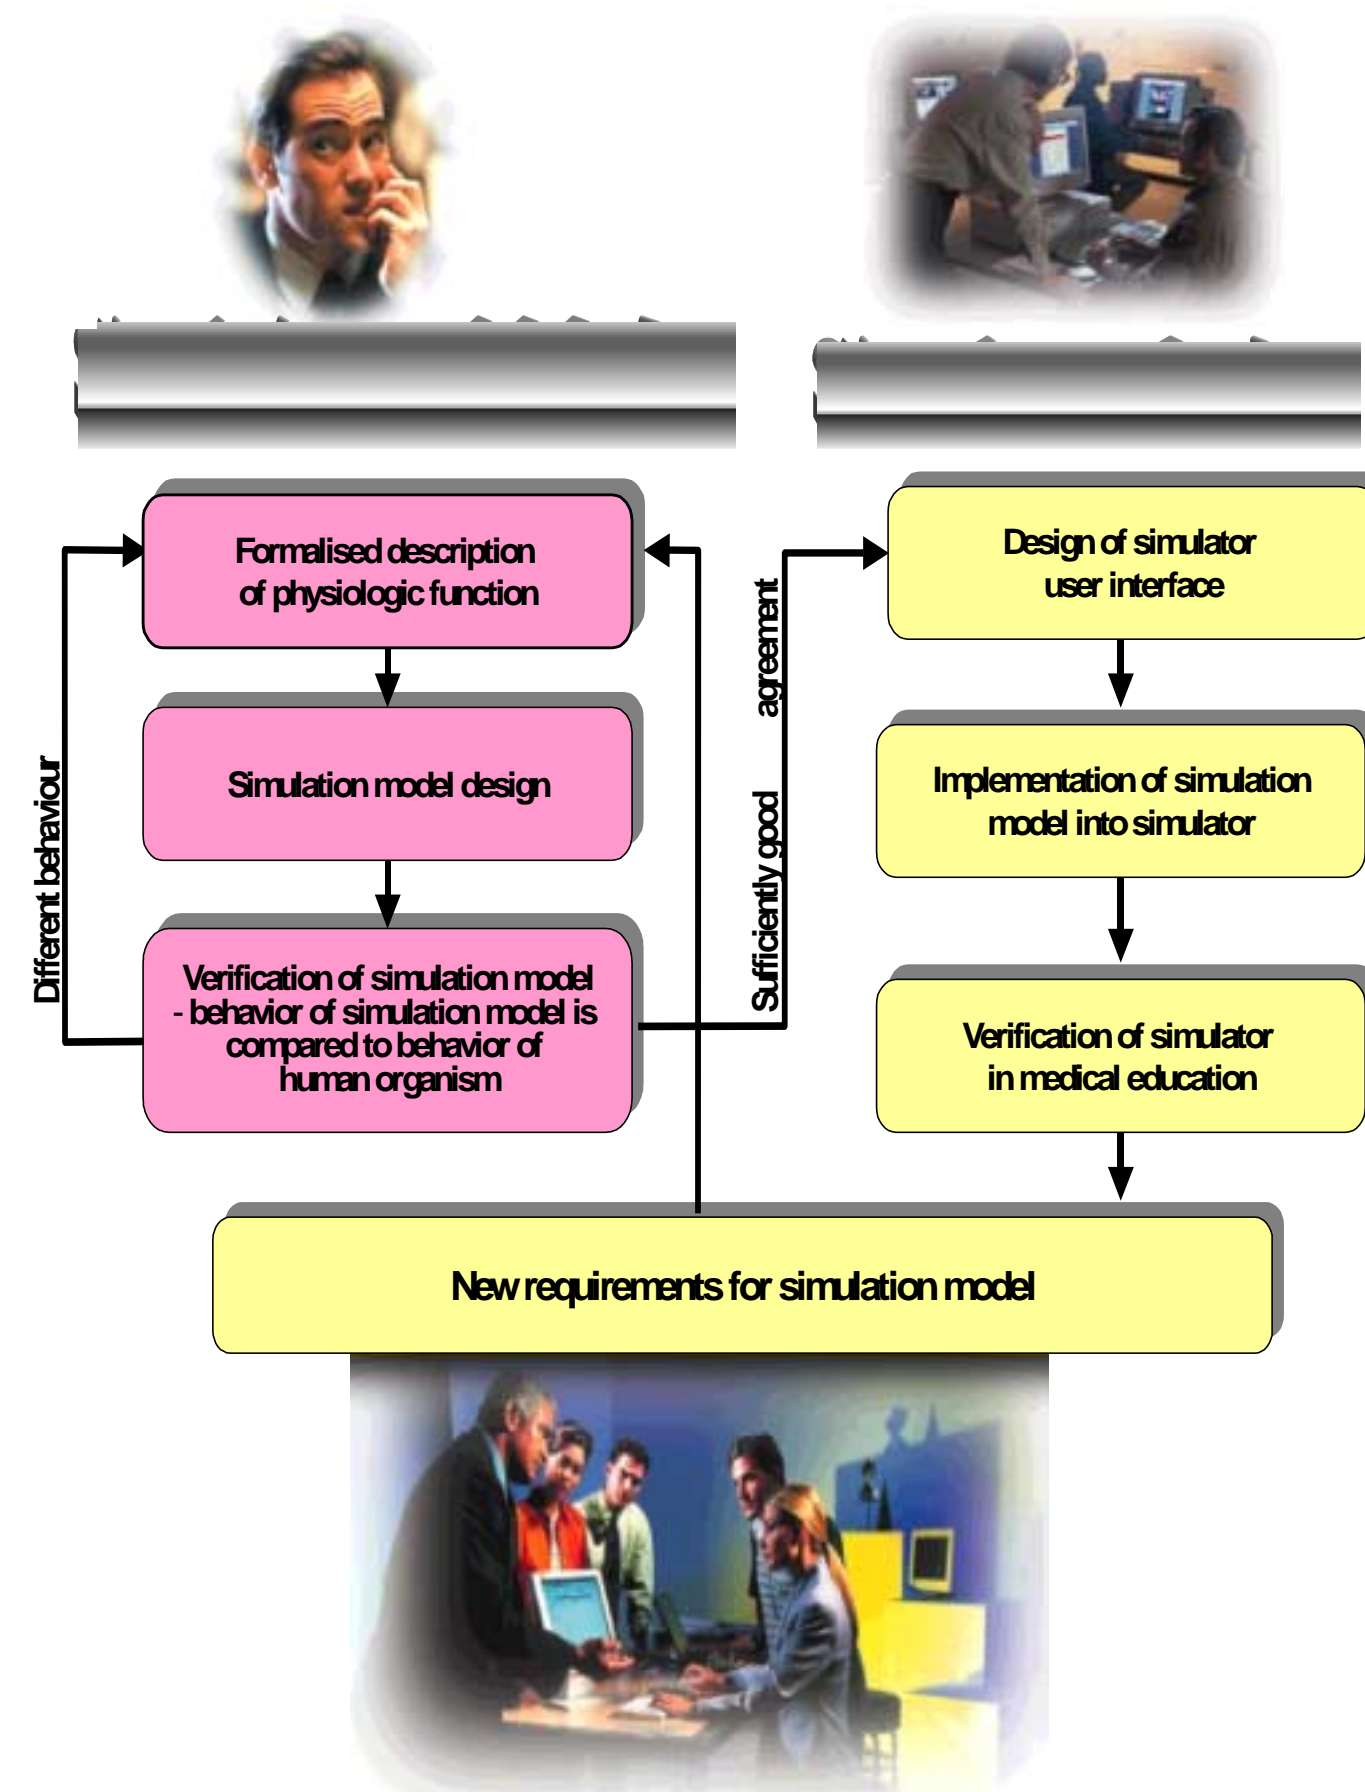 Formalised description
of physiologic function
Simulation model design
Verification of simulation model
- behavior of simulation model is
compared to behavior of
human organism
Different behaviour
Sufficiently good agreement
Design of simulator
user interface
Implementation of simulation
model into simulator
Verification of simulator
in medical education
New requirements for simulation model